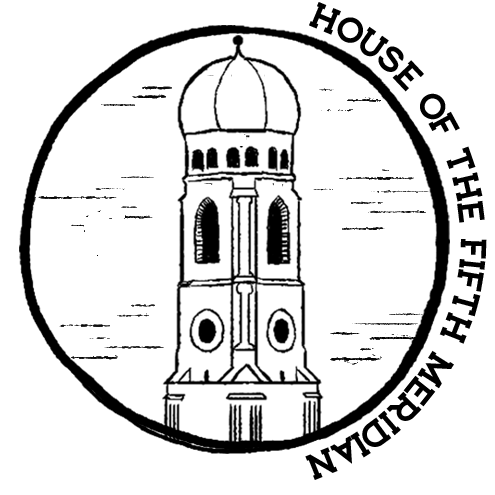 HOUSE OF THE FIFTH MERIDIAN